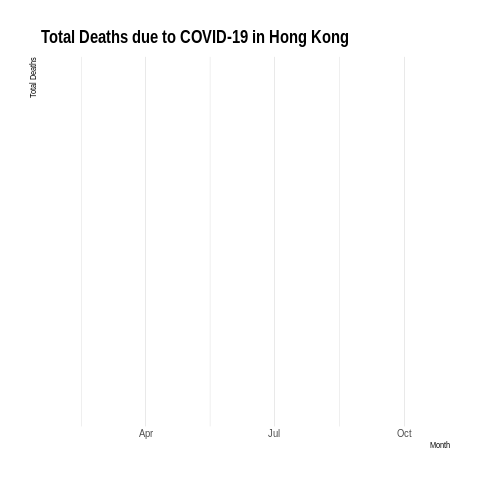 Total Deaths due to COVID-19 in Hong Kong
Total Deaths
Apr
Jul
Oct
Month